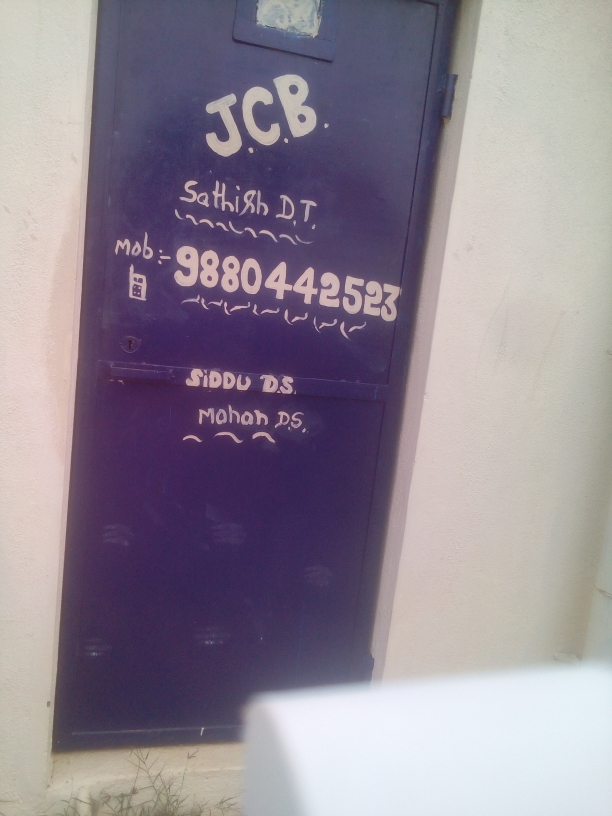 J.C.B.
Sathish D.T.
mob:- 9880442523
SiDDU D.S.
Mohan D.S.